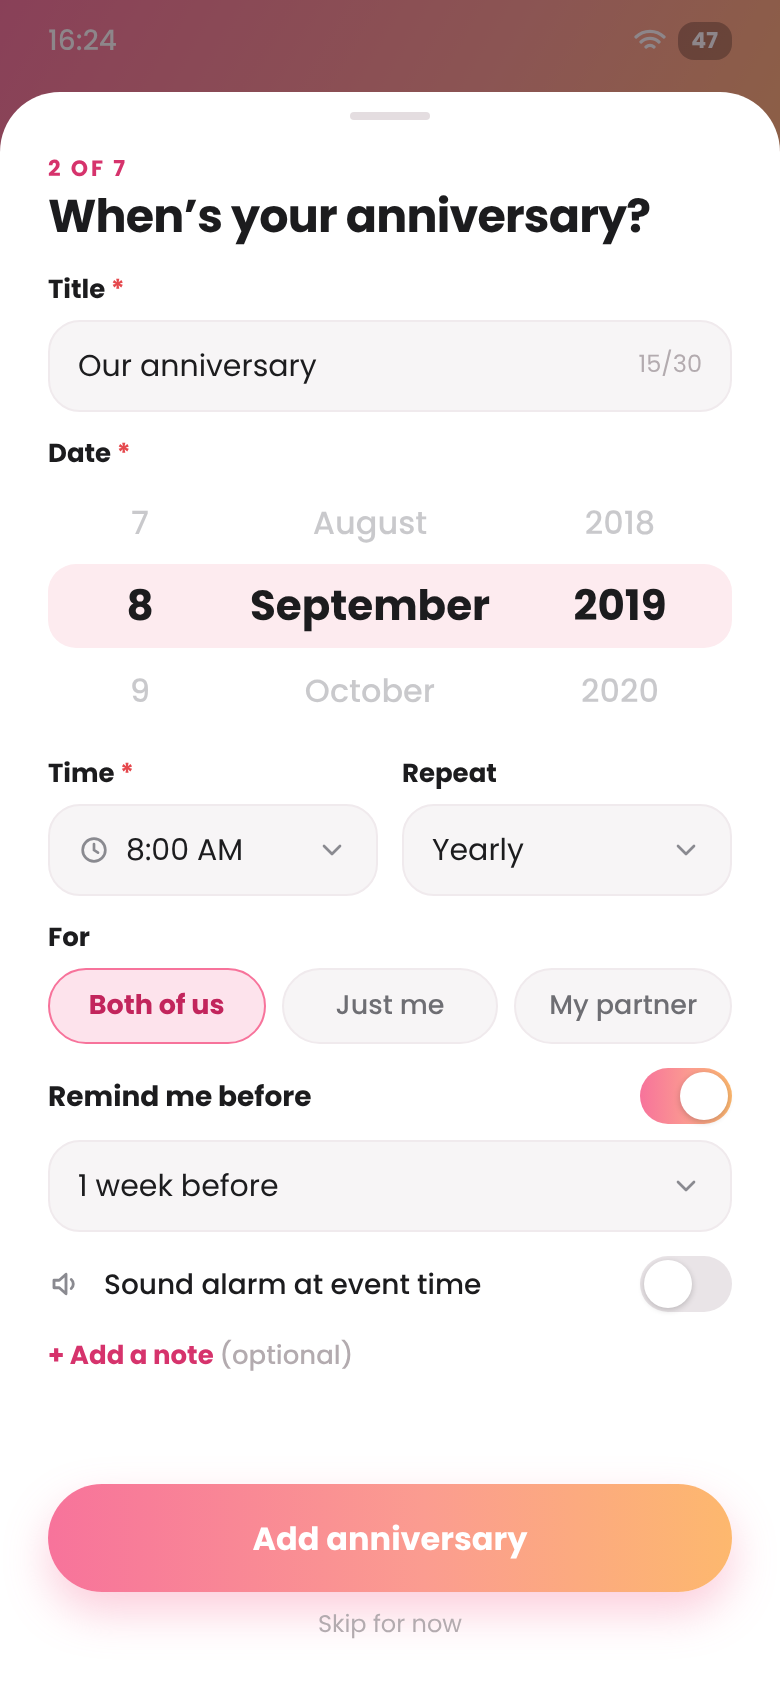 16:24
47
2 OF 7
When’s your anniversary?
Title *
Our anniversary 15/30
Date *
7 August 2018
8 September 2019
9 October 2020
Time * Repeat
8:00 AM Yearly
For
Both of us Just me My partner
Remind me before
1 week before
Sound alarm at event time
+ Add a note (optional)
Add anniversary
Skip for now